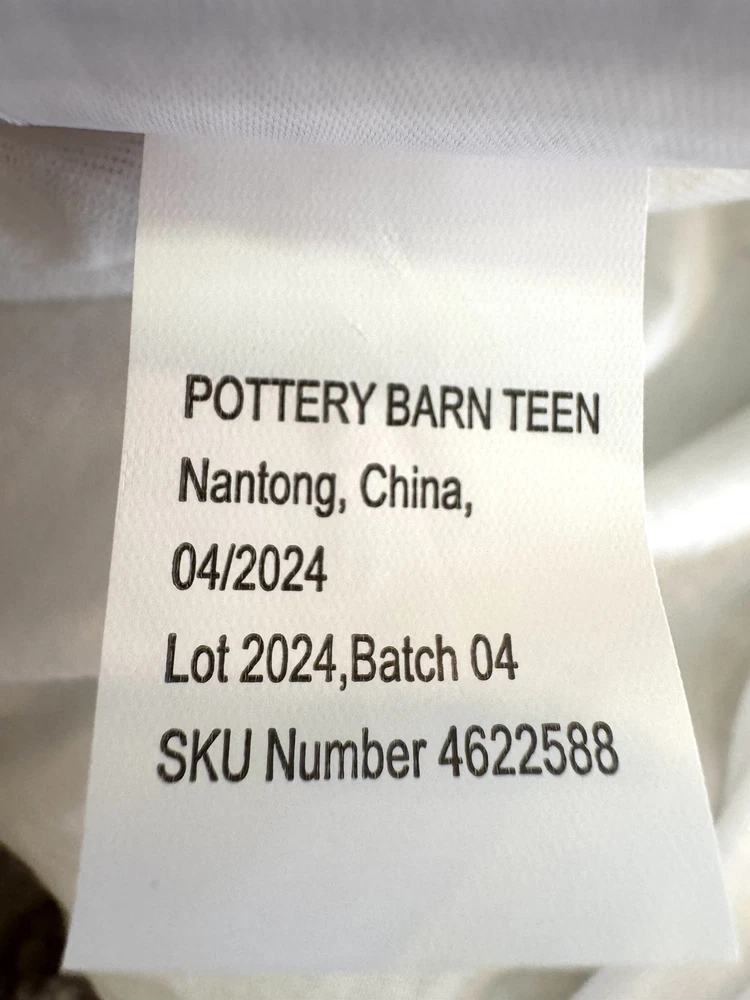 POTTERY BARN TEEN
Nantong, China,
04/2024
Lot 2024,Batch 04
SKU Number 4622588